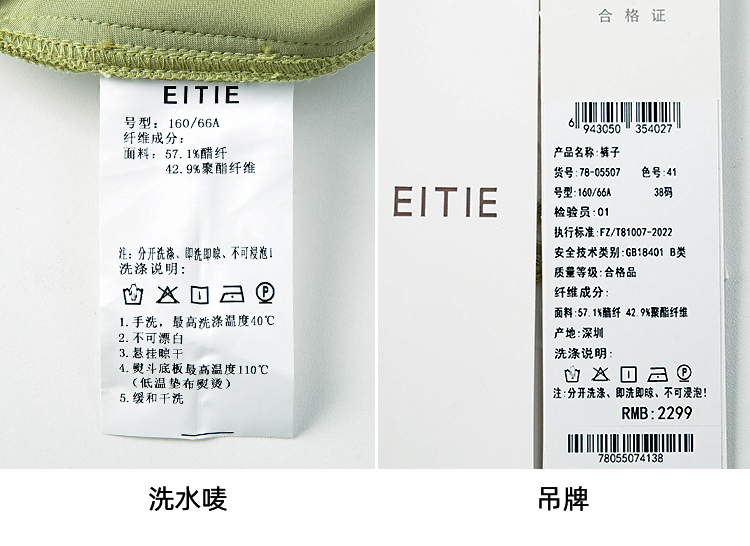 EITIE
号型: 160/66A
纤维成分:
面料: 57.1%醋纤
42.9%聚酯纤维
注: 分开洗涤、即洗即晾、不可浸泡!
洗涤说明:
1.手洗，最高洗涤温度40℃
2.不可漂白
3.悬挂晾干
4.熨斗底板最高温度110℃
(低温垫布熨烫)
5.缓和干洗
洗水唛
EITIE
合格证
6 943050 354027
产品名称:裤子
货号:78-05507 色号:41
号型:160/66A 38码
检验员:01
执行标准:FZ/T81007-2022
安全技术类别:GB18401 B类
质量等级:合格品
纤维成分:
面料:57.1%醋纤 42.9%聚酯纤维
产地:深圳
洗涤说明:
注:分开洗涤、即洗即晾、不可浸泡!
RMB:2299
78055074138
吊牌